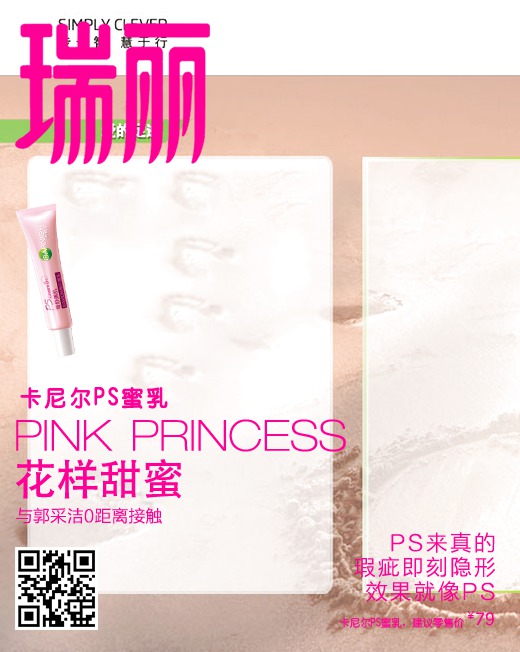 SIMPLY CLEVER
瑞丽
卡尼尔PS蜜乳
PINK PRINCESS
花样甜蜜
与郭采洁0距离接触
PS来真的
瑕疵即刻隐形
效果就像PS
卡尼尔PS蜜乳，建议零售价 ¥79